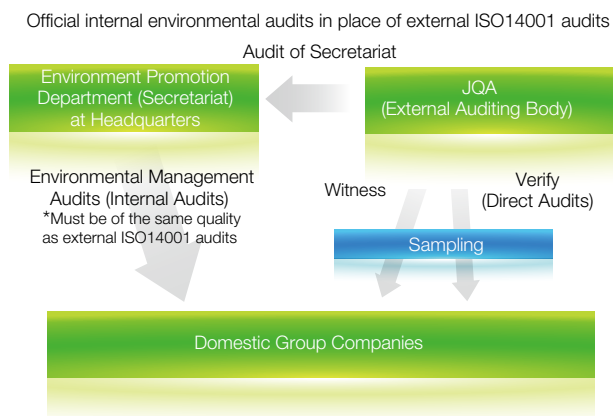 Official internal environmental audits in place of external ISO14001 audits
Audit of Secretariat
Environment Promotion
Department (Secretariat)
at Headquarters
JQA
(External Auditing Body)
Environmental Management
Audits (Internal Audits)
*Must be of the same quality
as external ISO14001 audits
Witness
Verify
(Direct Audits)
Sampling
Domestic Group Companies